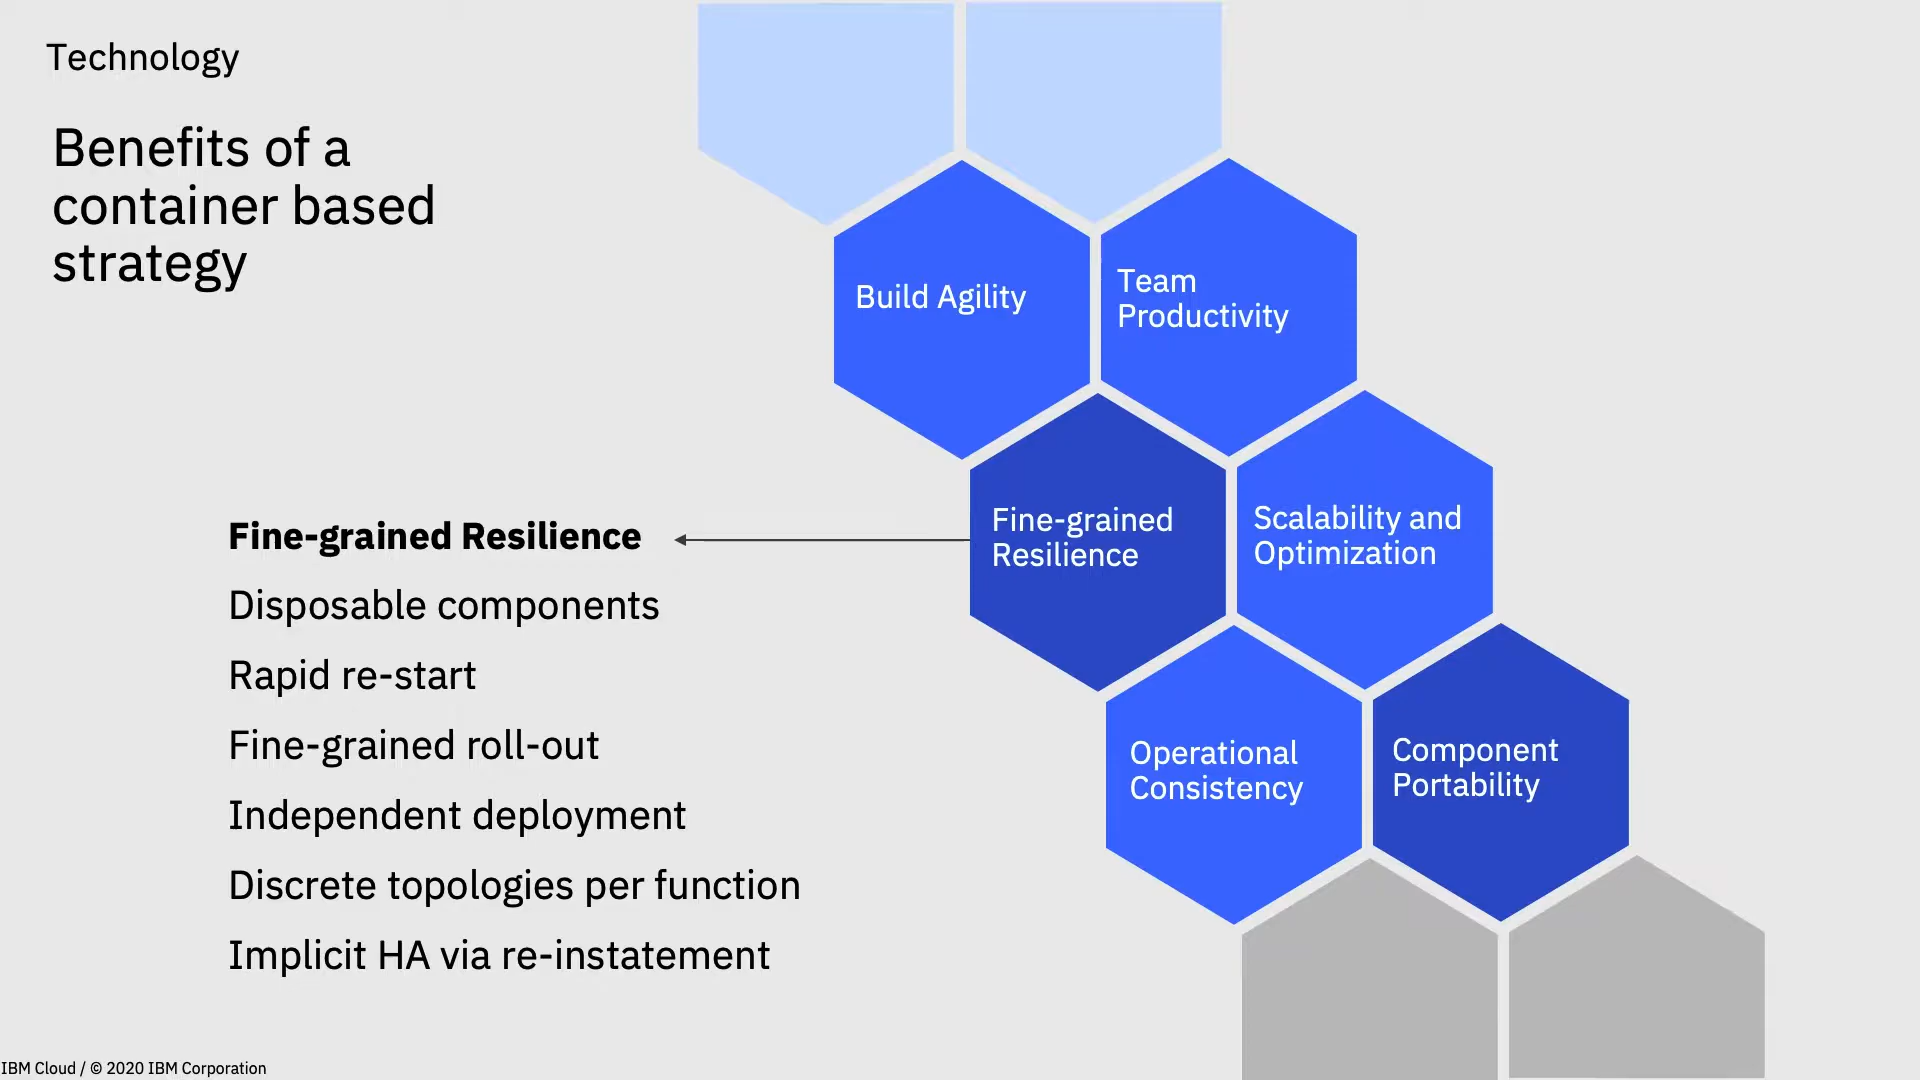 Technology
Benefits of a
container based
strategy
Build Agility
Team
Productivity
Fine-grained
Resilience
Scalability and
Optimization
Operational
Consistency
Component
Portability
Fine-grained Resilience
Disposable components
Rapid re-start
Fine-grained roll-out
Independent deployment
Discrete topologies per function
Implicit HA via re-instatement
IBM Cloud / © 2020 IBM Corporation